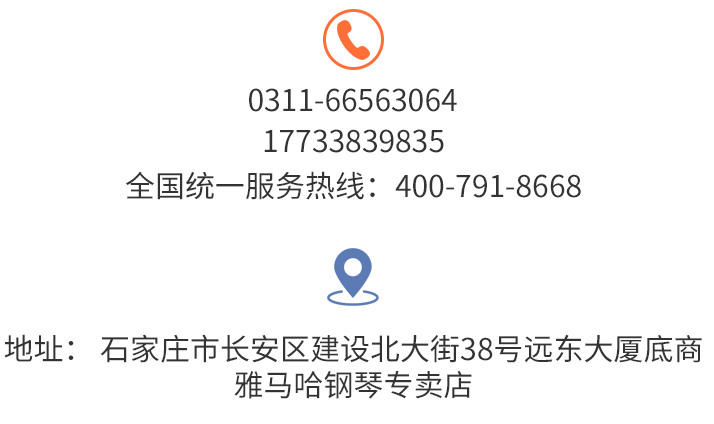 0311-66563064
17733839835
全国统一服务热线：400-791-8668
地址： 石家庄市长安区建设北大街38号远东大厦底商
雅马哈钢琴专卖店